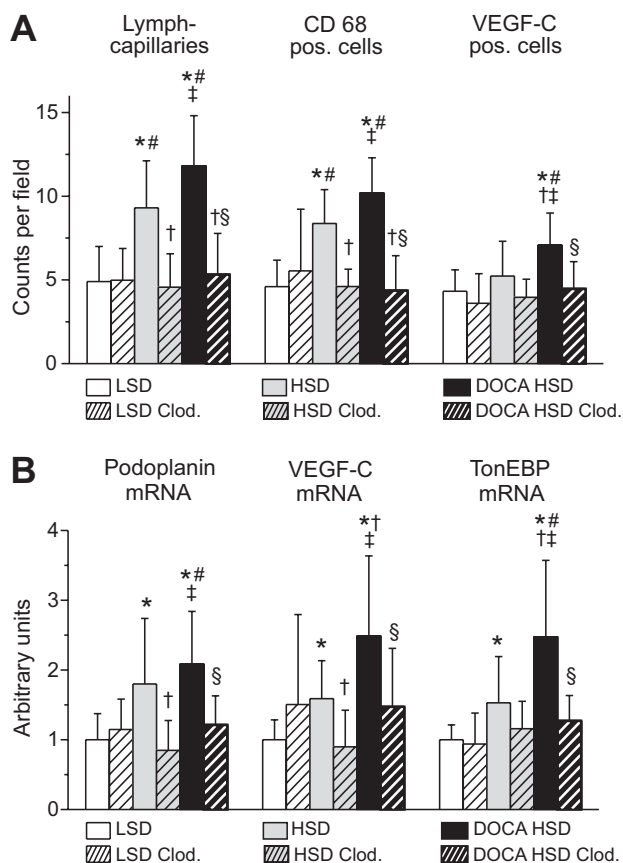 A
Lymph-
capillaries
CD 68
pos. cells
VEGF-C
pos. cells
Counts per field
15
10
5
0
*#
†
*#
‡
†§
*#
†
*#
‡
†§
*#
†‡
§
LSD
HSD
DOCA HSD
LSD Clod.
HSD Clod.
DOCA HSD Clod.
B
Podoplanin
mRNA
VEGF-C
mRNA
TonEBP
mRNA
Arbitrary units
4
3
2
1
0
*
†
*#
‡
§
*
†
*†
‡
§
*
*#
†‡
§
LSD
HSD
DOCA HSD
LSD Clod.
HSD Clod.
DOCA HSD Clod.